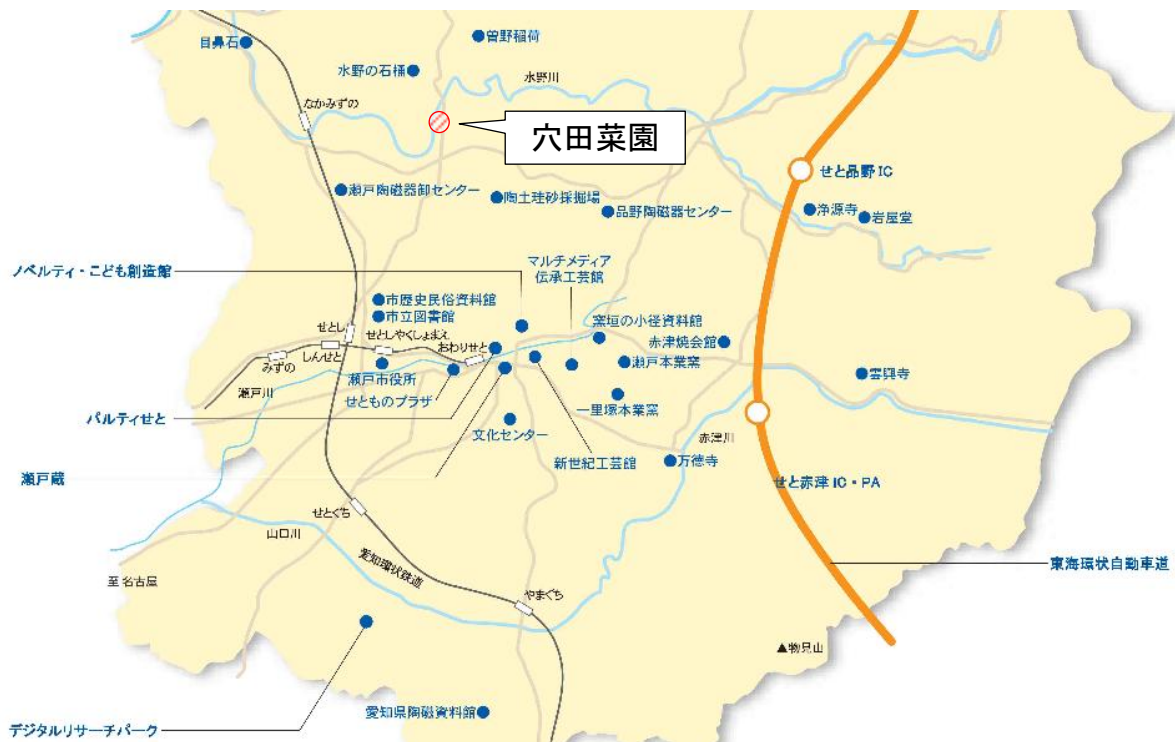 曽野稲荷
目鼻石
水野の石樋
水野川
なかみずの
穴田菜園
せと品野IC
瀬戸陶磁器卸センター
陶土珪砂採掘場
品野陶磁器センター
浄源寺
岩屋堂
マルチメディア
伝承工芸館
ノベルティ・こども創造館
市歴史民俗資料館
市立図書館
窯垣の小径資料館
せとし
せとしやくしょまえ
おわりせと
赤津焼会館
しんせと
みずの
瀬戸本業窯
雲興寺
瀬戸市役所
瀬戸川
せとものプラザ
一里塚本業窯
パルティせと
文化センター
赤津川
新世紀工芸館
万徳寺
瀬戸蔵
せと赤津IC・PA
せとぐち
山口川
愛知環状鉄道
東海環状自動車道
至名古屋
やまぐち
▲物見山
愛知県陶磁資料館
デジタルリサーチパーク